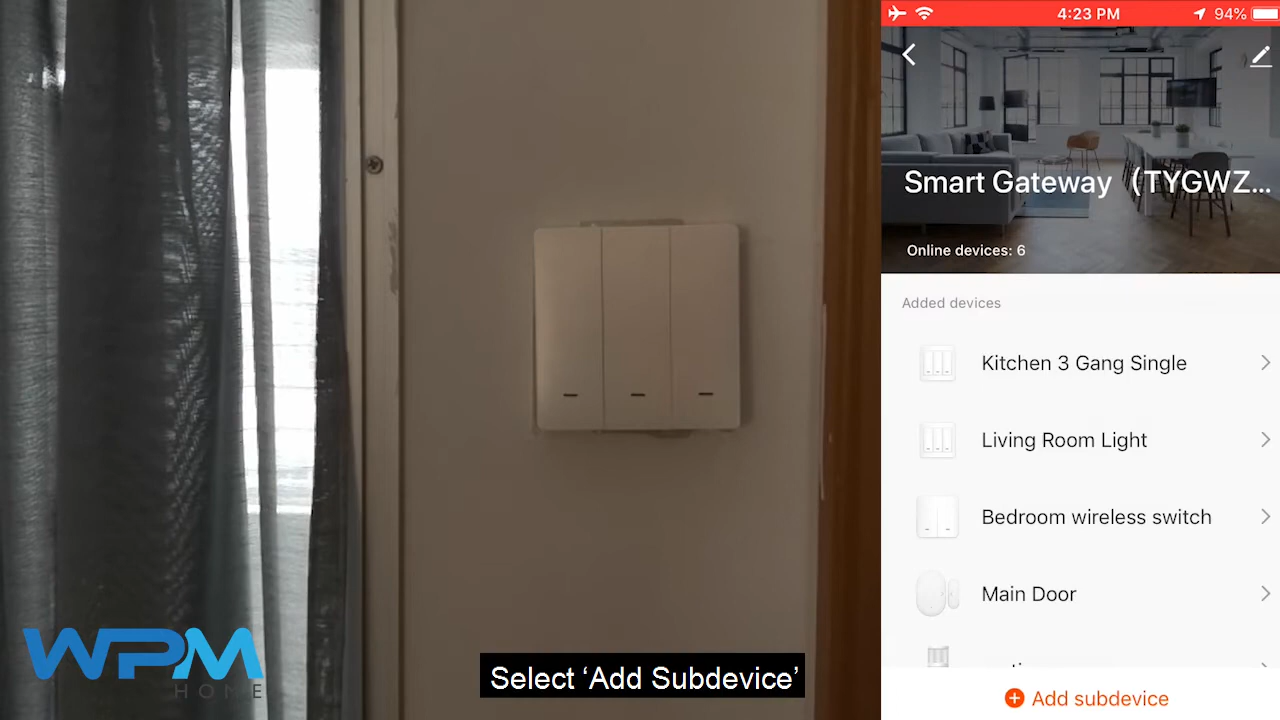 4:23 PM
94%
Smart Gateway（TYGWZ...
Online devices: 6
Added devices
Kitchen 3 Gang Single
Living Room Light
Bedroom wireless switch
Main Door
Add subdevice
WPM
HOME
Select ‘Add Subdevice’